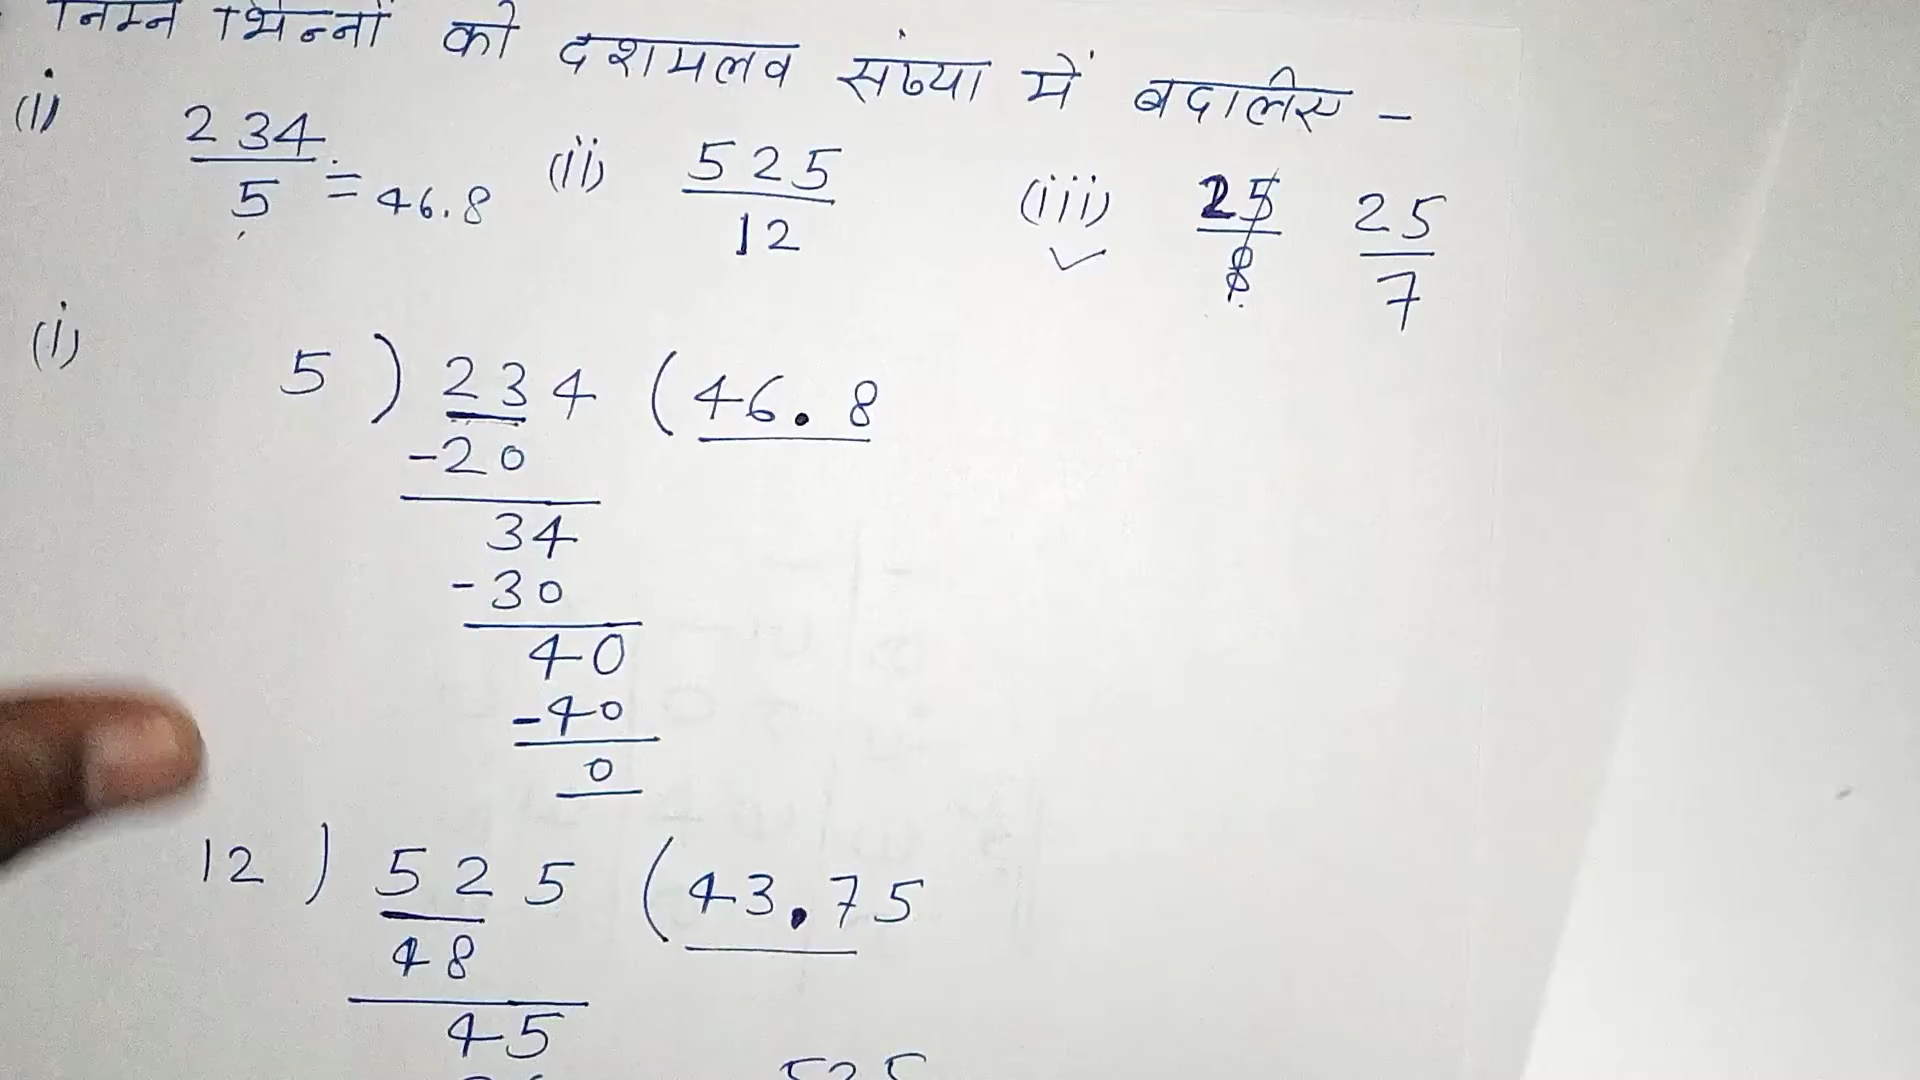 निम्न भिन्नों को दशमलव संख्या में बदलिए -
(i) 234/5 = 46.8 (ii) 525/12 (iii) 25/8 25/7
(i)
5 ) 234 ( 46.8
-20
34
-30
40
-40
0
12 ) 525 ( 43.75
48
45
525